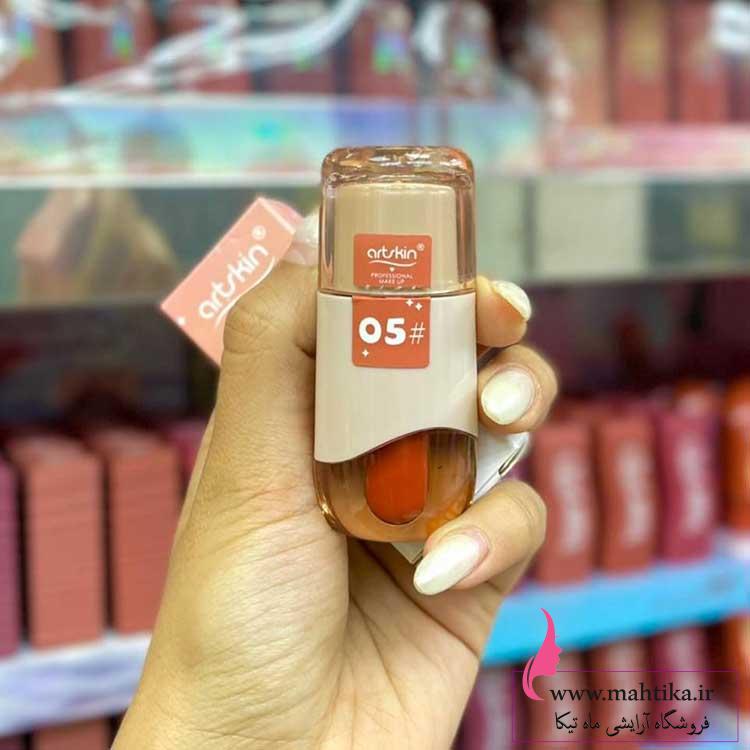 artskin®
PROFESSIONAL
MAKE UP
05#
artskin
www.mahtika.ir
فروشگاه آرایشی ماه تیکا